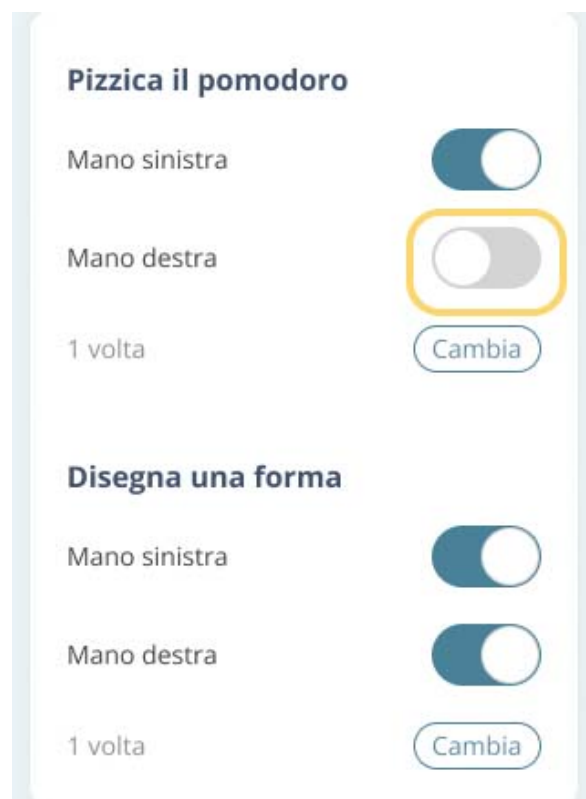 Pizzica il pomodoro
Mano sinistra
Mano destra
1 volta Cambia
Disegna una forma
Mano sinistra
Mano destra
1 volta Cambia